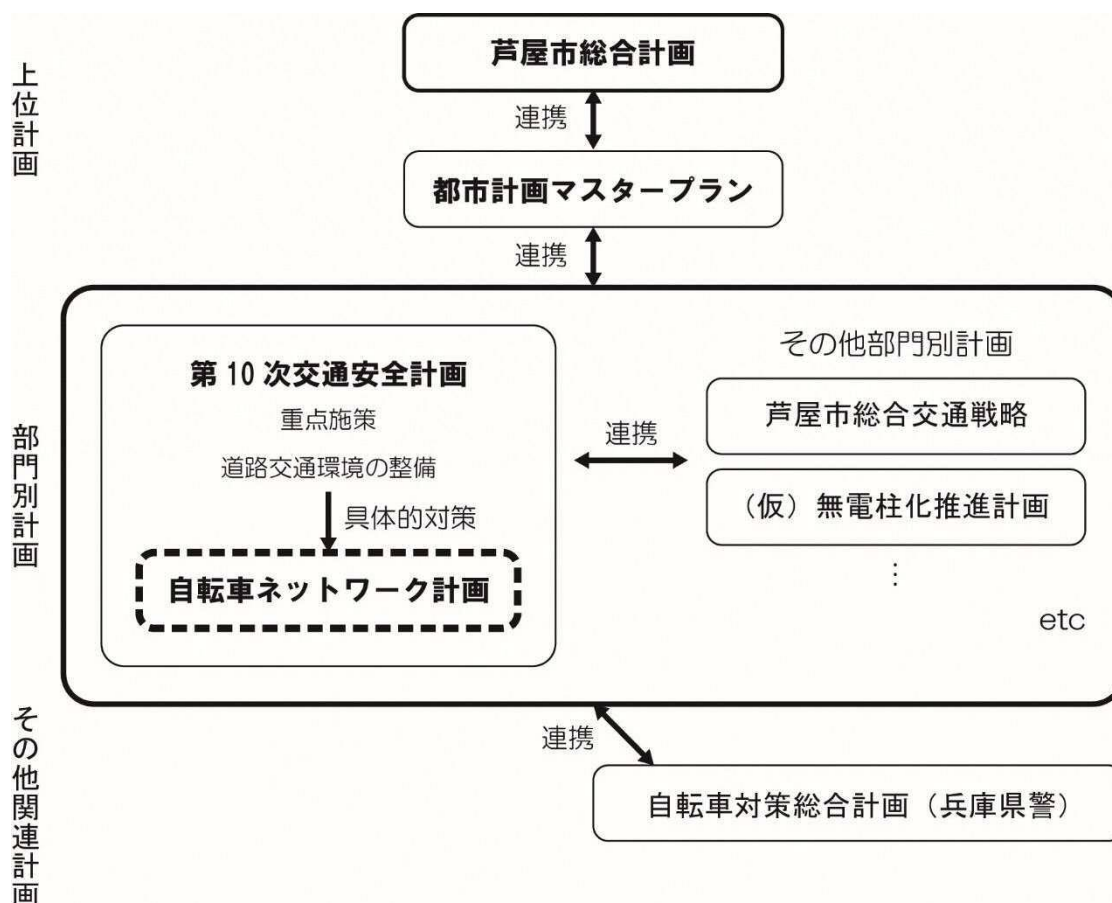 上位計画
芦屋市総合計画
連携
都市計画マスタープラン
連携
部門別計画
第10次交通安全計画
重点施策
道路交通環境の整備
具体的対策
自転車ネットワーク計画
連携
その他部門別計画
芦屋市総合交通戦略
（仮）無電柱化推進計画
⋮
etc
その他関連計画
連携
自転車対策総合計画（兵庫県警）